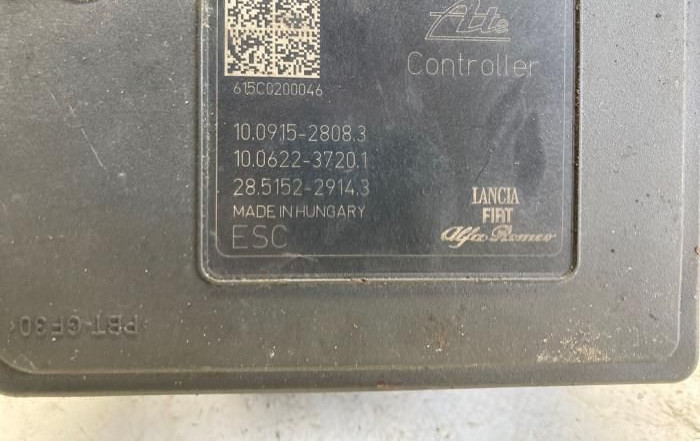 Ate
Controller
615C0200046
10.0915-2808.3
10.0622-3720.1
28.5152-2914.3
MADE IN HUNGARY
ESC
LANCIA
FIAT
Alfa Romeo
>PBT-GF30<